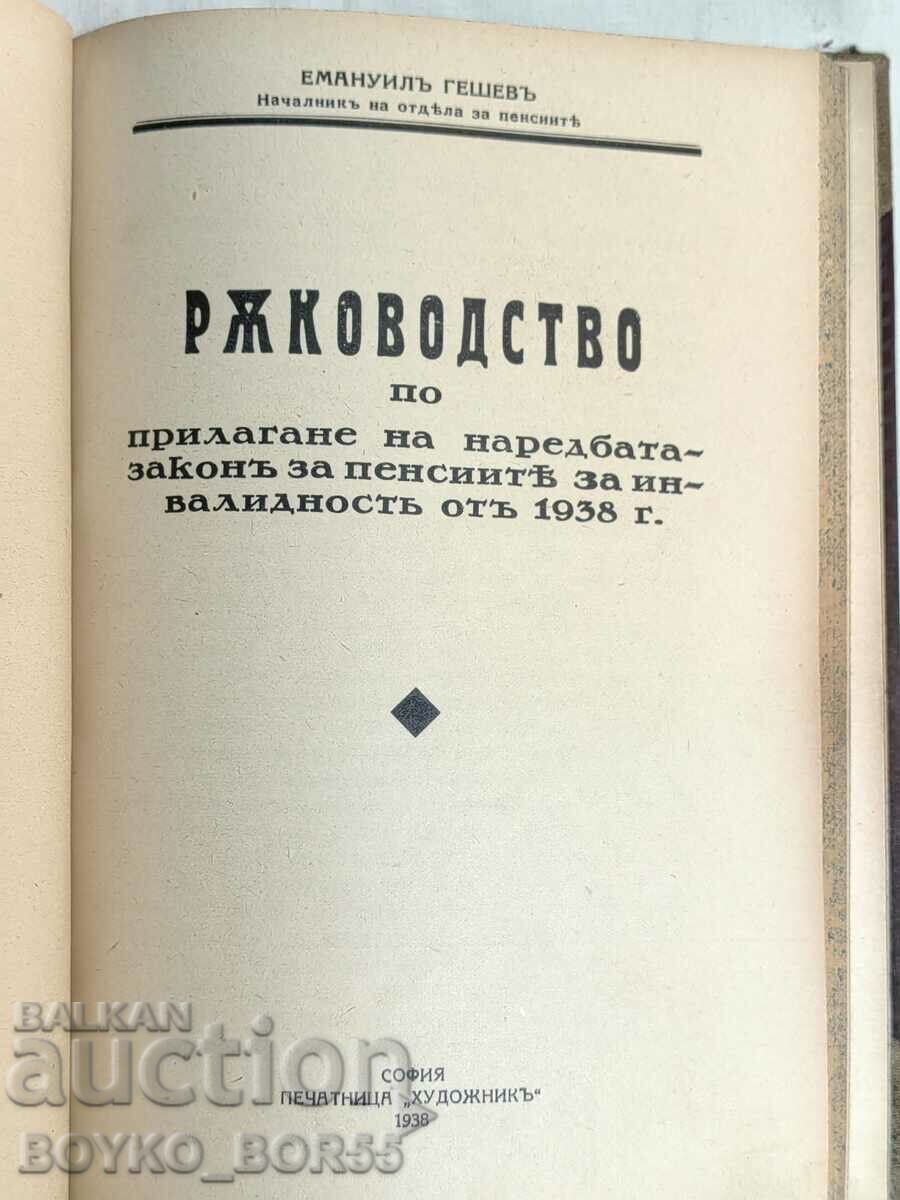 ЕМАНУИЛЪ ГЕШЕВЪ
Началникъ на отдѣла за пенсиитѣ
РѪКОВОДСТВО
по
прилагане на наредбата-
законъ за пенсиитѣ за ин-
валидность отъ 1938 г.
СОФИЯ
ПЕЧАТНИЦА „ХУДОЖНИКЪ“
1938
BALKAN
auction
BOYKO_BOR55